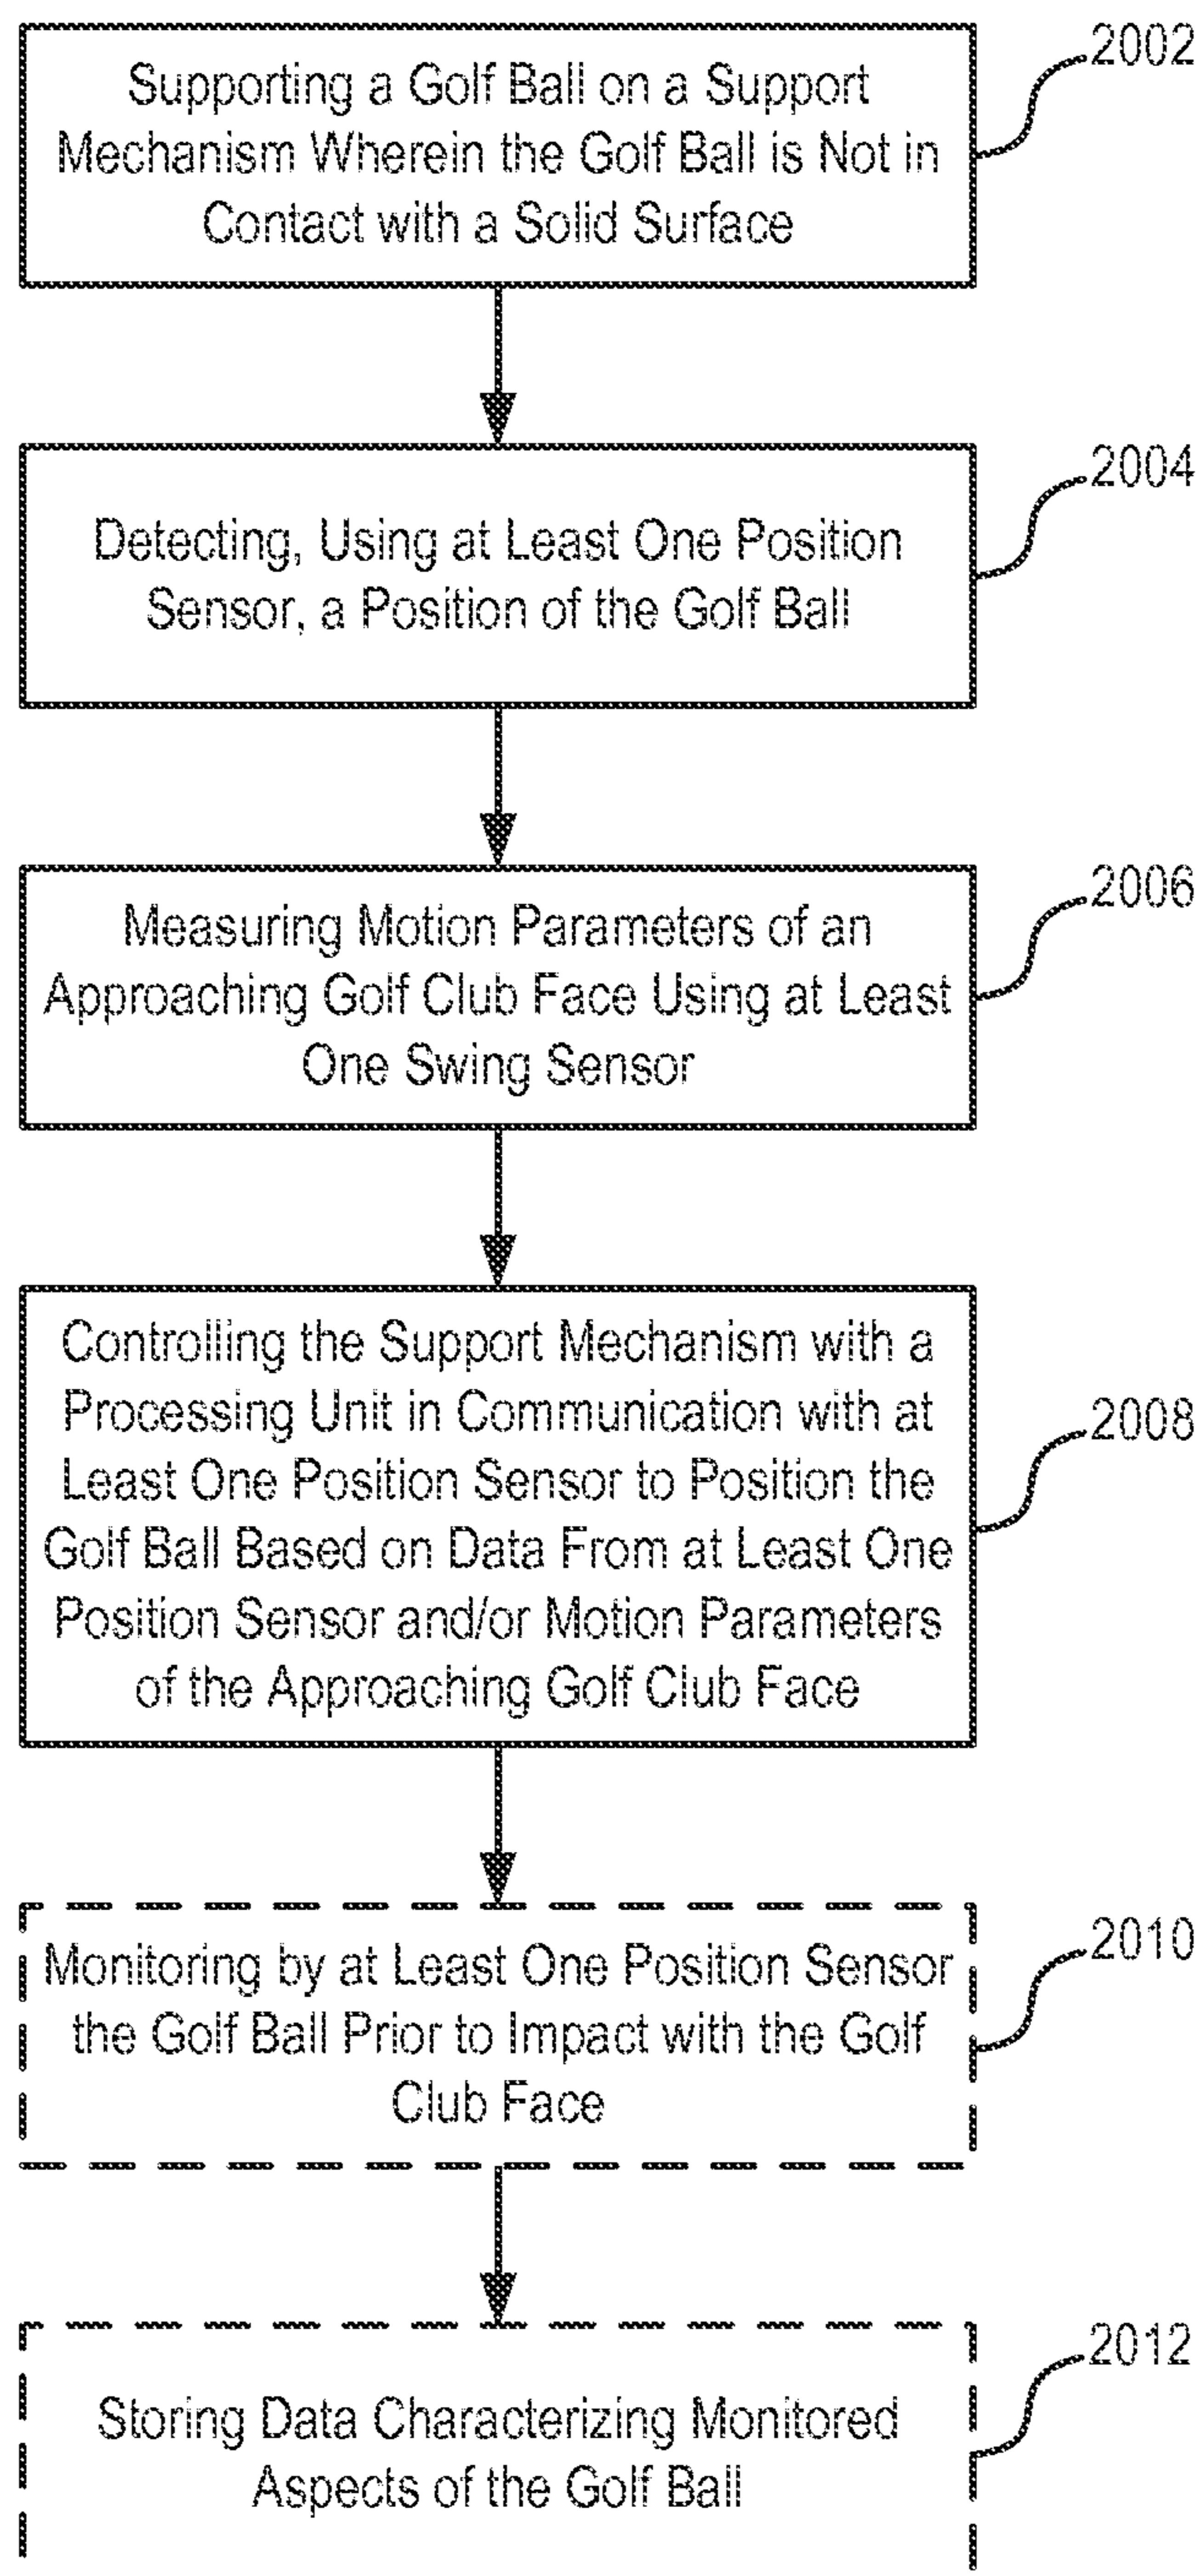 2002
Supporting a Golf Ball on a Support
Mechanism Wherein the Golf Ball is Not in
Contact with a Solid Surface
2004
Detecting, Using at Least One Position
Sensor, a Position of the Golf Ball
2006
Measuring Motion Parameters of an
Approaching Golf Club Face Using at Least
One Swing Sensor
Controlling the Support Mechanism with a
Processing Unit in Communication with at
2008
Least One Position Sensor to Position the
Golf Ball Based on Data From at Least One
Position Sensor and/or Motion Parameters
of the Approaching Golf Club Face
2010
Monitoring by at Least One Position Sensor
the Golf Ball Prior to Impact with the Golf
Club Face
2012
Storing Data Characterizing Monitored
Aspects of the Golf Ball